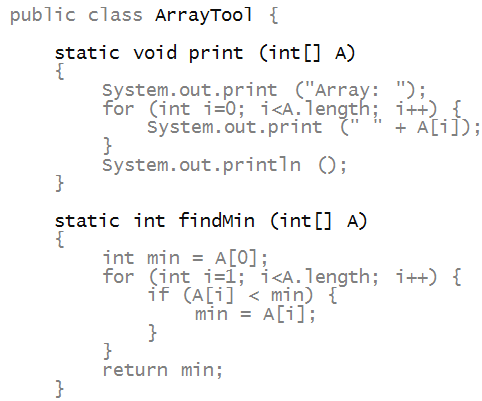 public class ArrayTool {
static void print (int[] A)
{
System.out.print ("Array: ");
for (int i=0; i<A.length; i++) {
System.out.print (" " + A[i]);
}
System.out.println ();
}
static int findMin (int[] A)
{
int min = A[0];
for (int i=1; i<A.length; i++) {
if (A[i] < min) {
min = A[i];
}
}
return min;
}